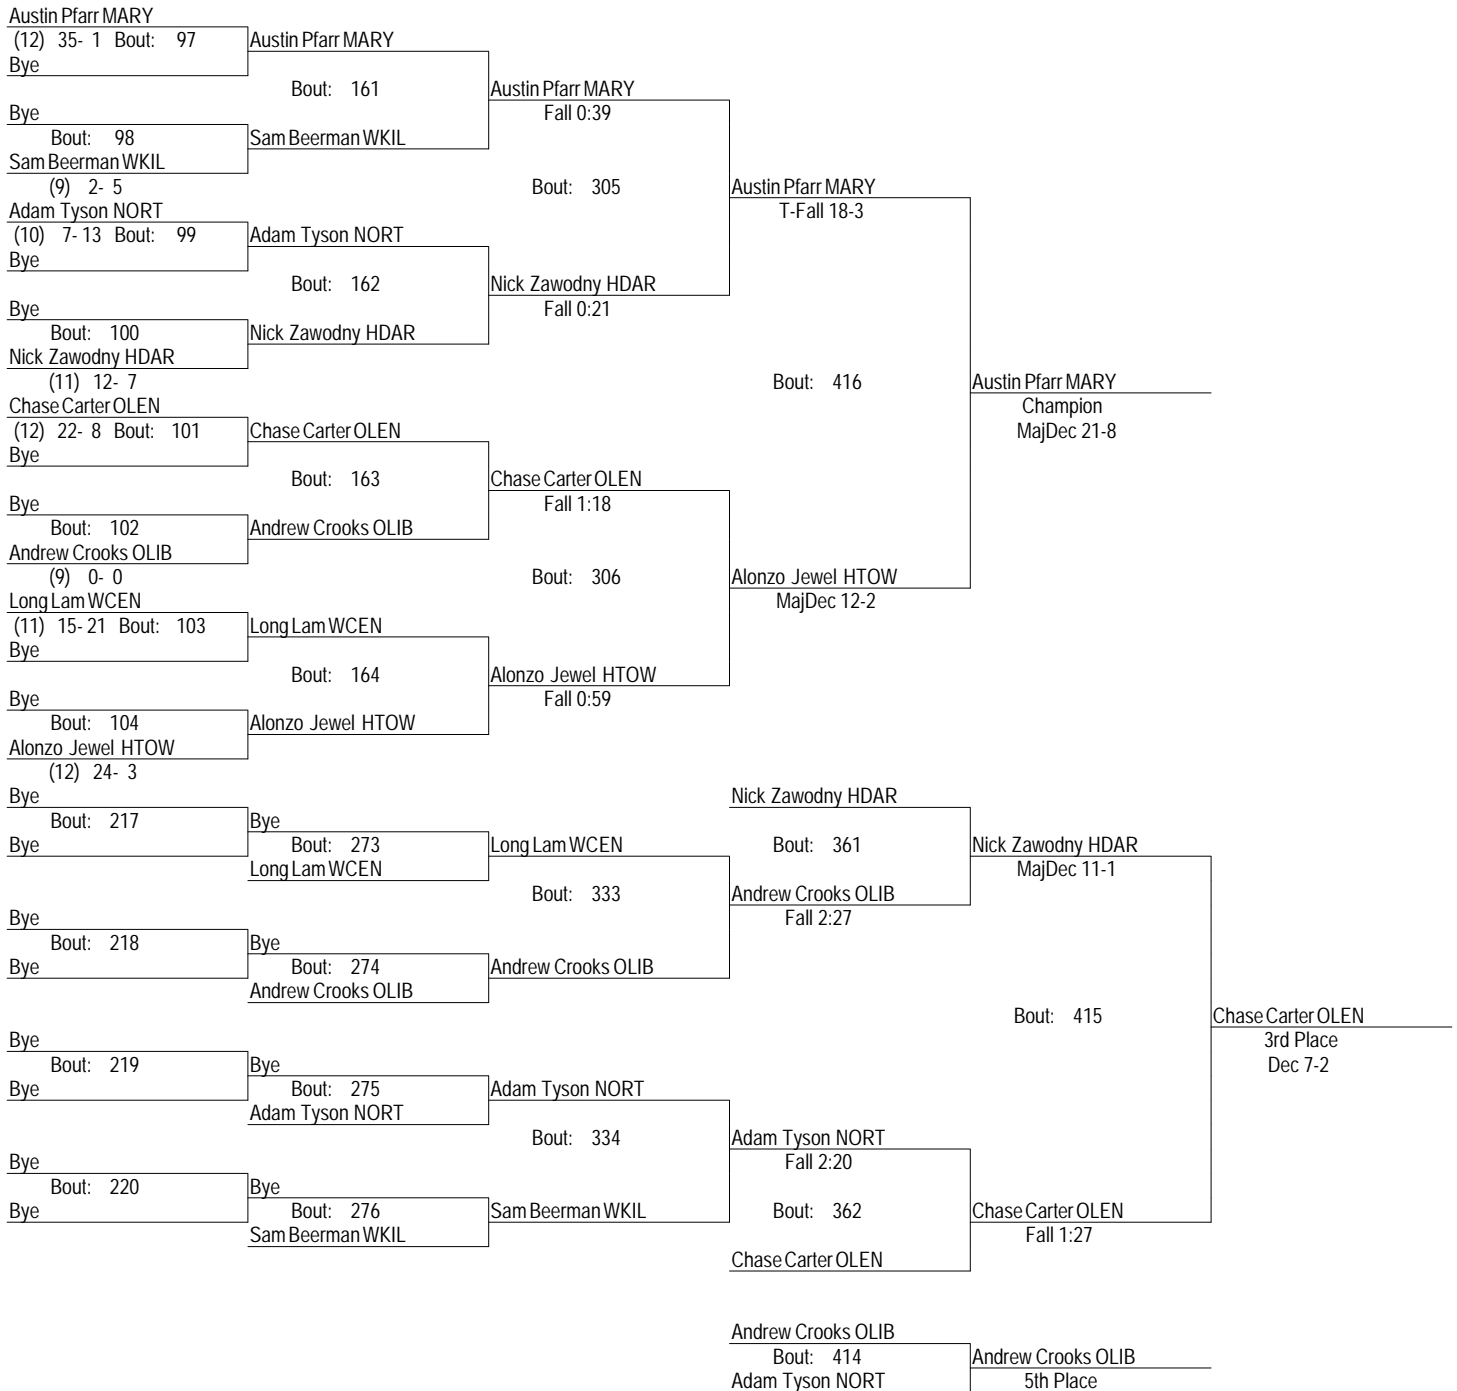 Austin Pfarr MARY
(12) 35- 1 Bout: 97 Austin Pfarr MARY
Bye
Bout: 161 Austin Pfarr MARY
Bye Fall 0:39
Bout: 98 Sam Beerman WKIL
Sam Beerman WKIL
(9) 2- 5 Bout: 305 Austin Pfarr MARY
Adam Tyson NORT T-Fall 18-3
(10) 7- 13 Bout: 99 Adam Tyson NORT
Bye
Bout: 162 Nick Zawodny HDAR
Bye Fall 0:21
Bout: 100 Nick Zawodny HDAR
Nick Zawodny HDAR
(11) 12- 7 Bout: 416 Austin Pfarr MARY
Chase Carter OLEN Champion
(12) 22- 8 Bout: 101 Chase Carter OLEN MajDec 21-8
Bye
Bout: 163 Chase Carter OLEN
Bye Fall 1:18
Bout: 102 Andrew Crooks OLIB
Andrew Crooks OLIB
(9) 0- 0 Bout: 306 Alonzo Jewel HTOW
Long Lam WCEN MajDec 12-2
(11) 15- 21 Bout: 103 Long Lam WCEN
Bye
Bout: 164 Alonzo Jewel HTOW
Bye Fall 0:59
Bout: 104 Alonzo Jewel HTOW
Alonzo Jewel HTOW
(12) 24- 3
Bye Nick Zawodny HDAR
Bout: 217 Bye
Bye Bout: 273 Long Lam WCEN Bout: 361 Nick Zawodny HDAR
Long Lam WCEN MajDec 11-1
Bout: 333 Andrew Crooks OLIB
Bye Fall 2:27
Bout: 218 Bye
Bye Bout: 274 Andrew Crooks OLIB
Andrew Crooks OLIB
Bout: 415 Chase Carter OLEN
Bye 3rd Place
Bout: 219 Bye Dec 7-2
Bye Bout: 275 Adam Tyson NORT
Adam Tyson NORT
Bout: 334 Adam Tyson NORT
Bye Fall 2:20
Bout: 220 Bye
Bye Bout: 276 Sam Beerman WKIL Bout: 362 Chase Carter OLEN
Sam Beerman WKIL Fall 1:27
Chase Carter OLEN
Andrew Crooks OLIB
Bout: 414 Andrew Crooks OLIB
Adam Tyson NORT 5th Place